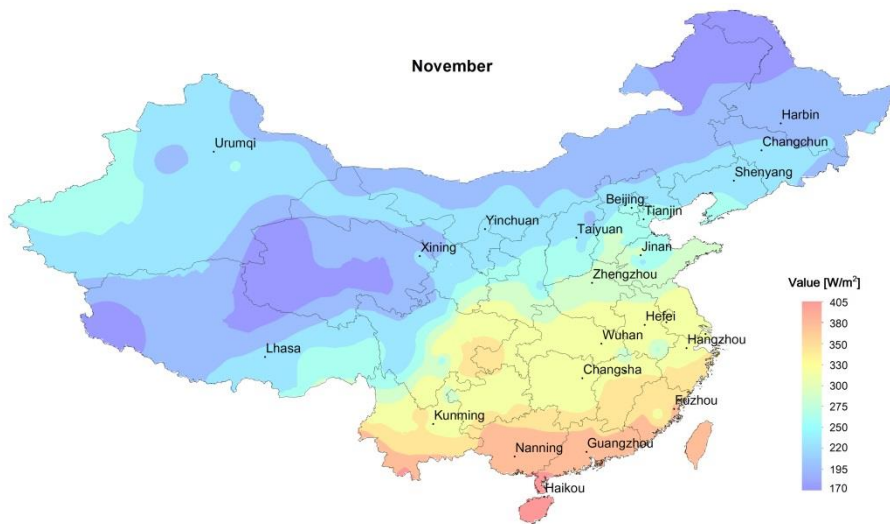 November
Harbin
Changchun
Urumqi
Shenyang
Beijing
Tianjin
Yinchuan
Taiyuan
Xining
Jinan
Zhengzhou
Value [W/m²]
405
380
350
330
300
275
250
220
195
170
Hefei
Wuhan
Hangzhou
Lhasa
Changsha
Fuzhou
Kunming
Nanning
Guangzhou
Haikou